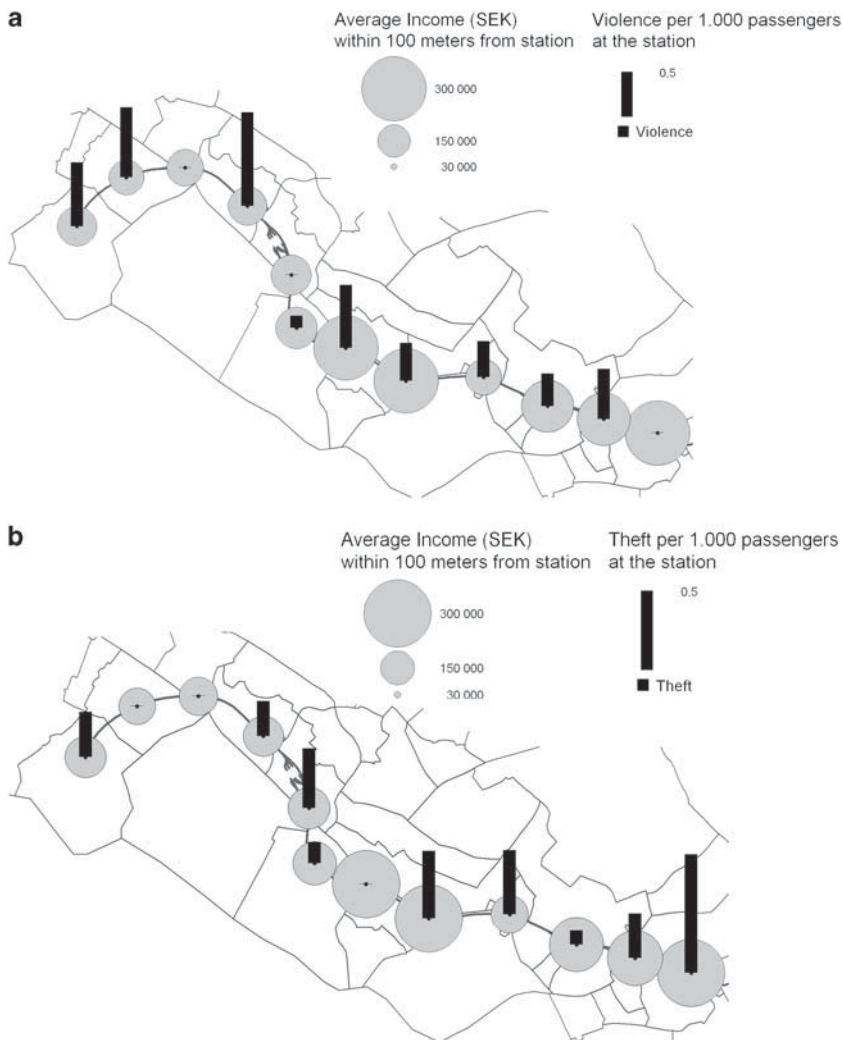 a
Average Income (SEK)
within 100 meters from station
300 000
150 000
30 000
Violence per 1.000 passengers
at the station
0.5
Violence
b
Average Income (SEK)
within 100 meters from station
300 000
150 000
30 000
Theft per 1.000 passengers
at the station
0.5
Theft